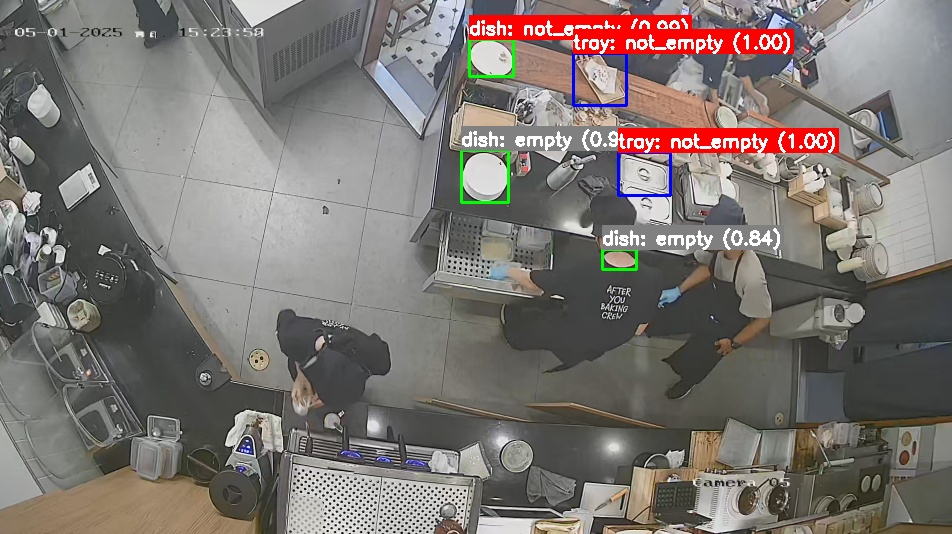 05-01-2025 15:23:58
dish: not_empty (0.99)
tray: not_empty (1.00)
dish: empty (0.9
tray: not_empty (1.00)
dish: empty (0.84)
AFTER
YOU
BAKING
CREW
Camera 05